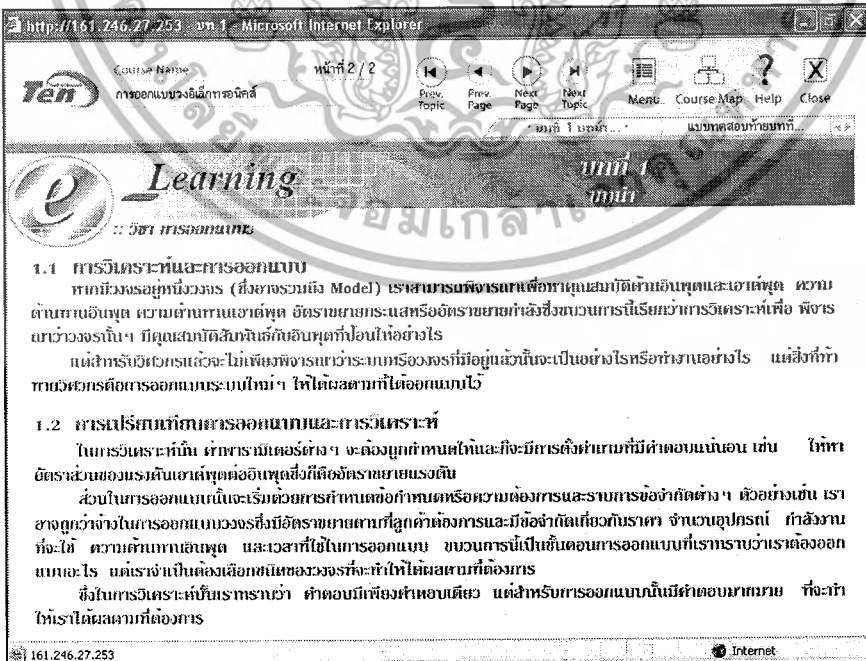 http://161.246.27.253 - บท 1 - Microsoft Internet Explorer
Ten
Course Name
หน้าที่ 2 / 2
การออกแบบวงอิเล็กทรอนิคส์
Prev. Topic
Prev. Page
Next Page
Next Topic
Menu
Course Map
Help
Close
บทที่ 1 บทนำ...
แบบทดสอบท้ายบทที่...
e Learning
บทที่ 1
บทนำ
:: วิชา การออกแบบ
1.1 การวิเคราะห์และการออกแบบ
หากมีวงจรอยู่หนึ่งวงจร (ซึ่งอาจรวมถึง Model) เราสามารถพิจารณาเพื่อหาคุณสมบัติด้านอินพุตและเอาต์พุต ความ
ต้านทานอินพุต ความต้านทานเอาต์พุต อัตราขยายกระแสหรืออัตราขยายกำลังซึ่งขบวนการนี้เรียกว่าการวิเคราะห์เพื่อ พิจาร
ณาว่าวงจรนั้นๆ มีคุณสมบัติสัมพันธ์กับอินพุตที่ป้อนให้อย่างไร
แต่สำหรับวิศวกรแล้วจะไม่เพียงพิจารณาว่าระบบหรือวงจรที่มีอยู่แล้วนั้นจะเป็นอย่างไรหรือทำงานอย่างไร แต่สิ่งที่ท้า
ทายวิศวกรคือการออกแบบระบบใหม่ๆ ให้ได้ผลตามที่ได้ออกแบบไว้
1.2 การเปรียบเทียบการออกแบบและการวิเคราะห์
ในการวิเคราะห์นั้น ค่าพารามิเตอร์ต่างๆ จะต้องถูกกำหนดให้และก็จะมีการตั้งคำถามที่มีคำตอบแน่นอน เช่น ให้หา
อัตราส่วนของแรงดันเอาต์พุตต่ออินพุตซึ่งก็คืออัตราขยายแรงดัน
ส่วนในการออกแบบนั้นจะเริ่มด้วยการกำหนดข้อกำหนดหรือความต้องการและรายการข้อจำกัดต่างๆ ตัวอย่างเช่น เรา
อาจถูกว่าจ้างในการออกแบบวงจรซึ่งมีอัตราขยายตามที่ลูกค้าต้องการและมีข้อจำกัดเกี่ยวกับราคา จำนวนอุปกรณ์ กำลังงาน
ที่จะใช้ ความต้านทานอินพุต และเวลาที่ใช้ในการออกแบบ ขบวนการนี้เป็นขั้นตอนการออกแบบที่เราทราบว่าเราต้องออก
แบบอะไร แต่เราจำเป็นต้องเลือกชนิดของวงจรที่จะทำให้ได้ผลตามที่ต้องการ
ซึ่งในการวิเคราะห์นั้นเราทราบว่า คำตอบมีเพียงคำตอบเดียว แต่สำหรับการออกแบบนั้นมีคำตอบมากมาย ที่จะทำ
ให้เราได้ผลตามที่ต้องการ
161.246.27.253
Internet